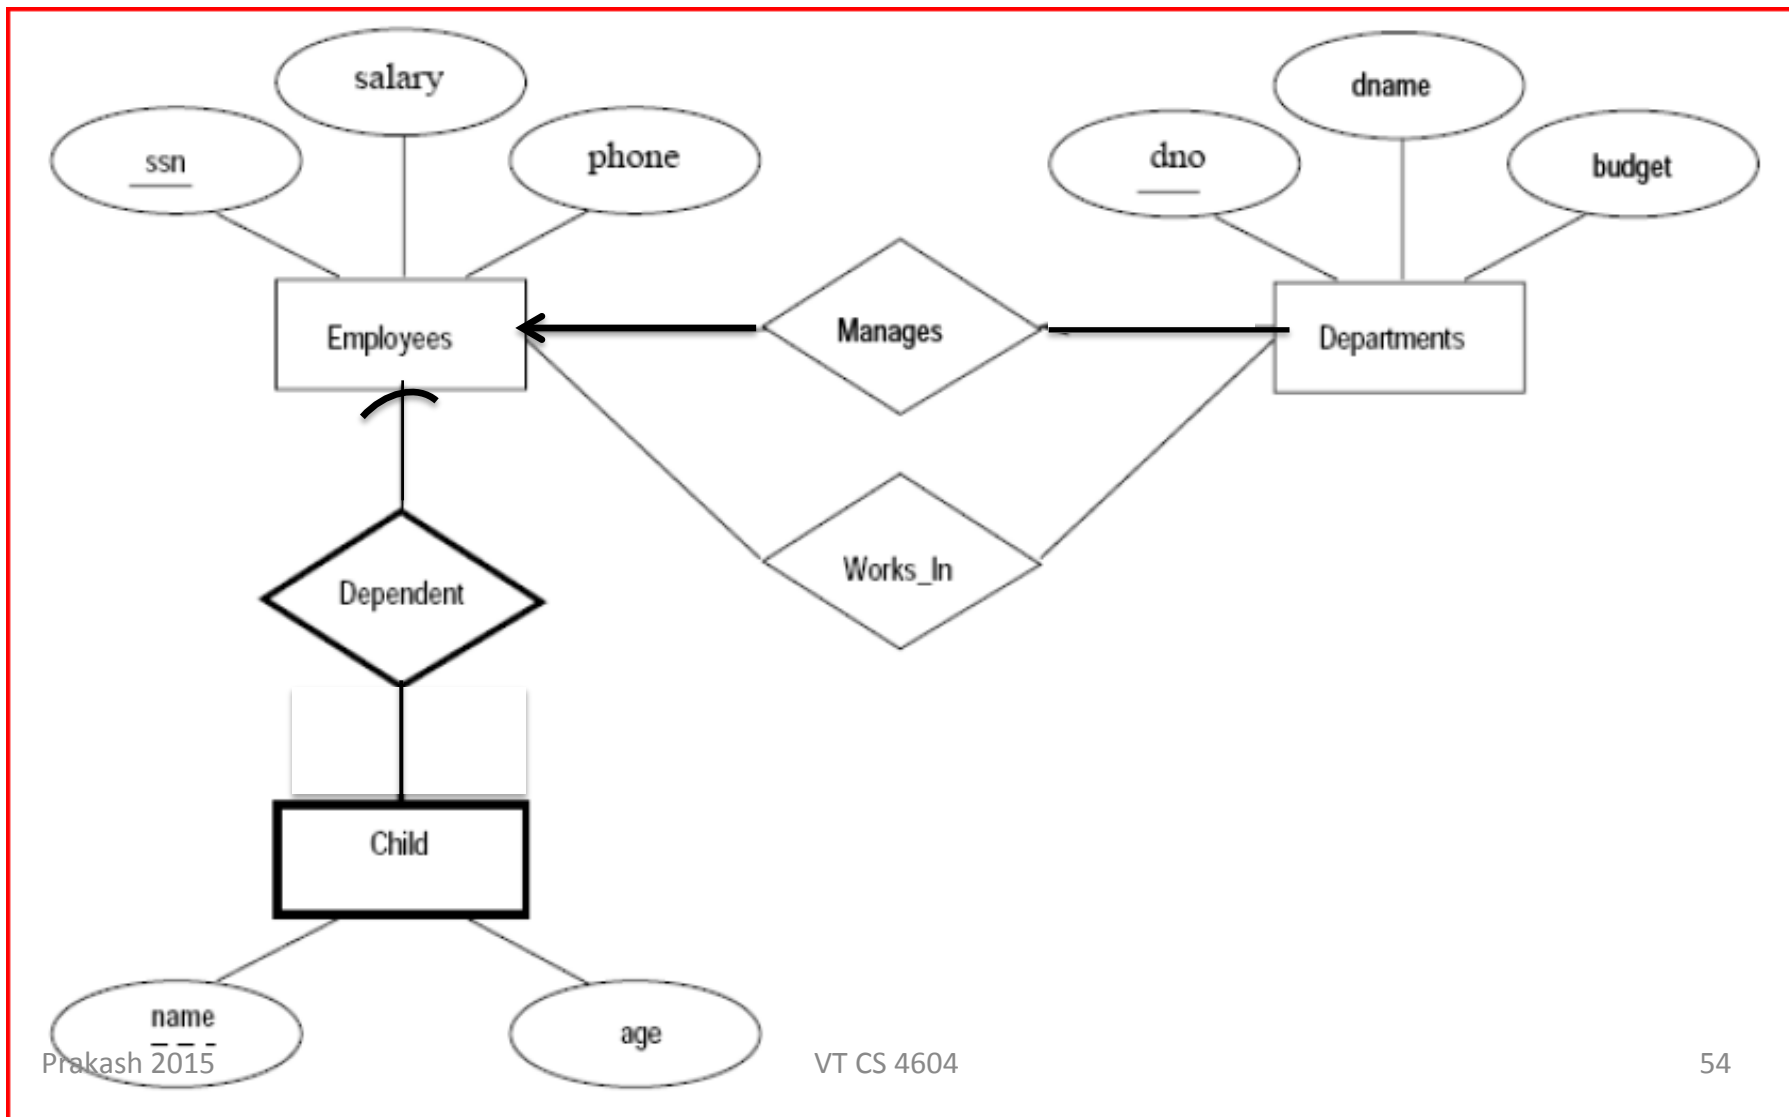 salary
dname
ssn
phone
dno
budget
Employees
Manages
Departments
Works_In
Dependent
Child
name
age
Prakash 2015
VT CS 4604
54